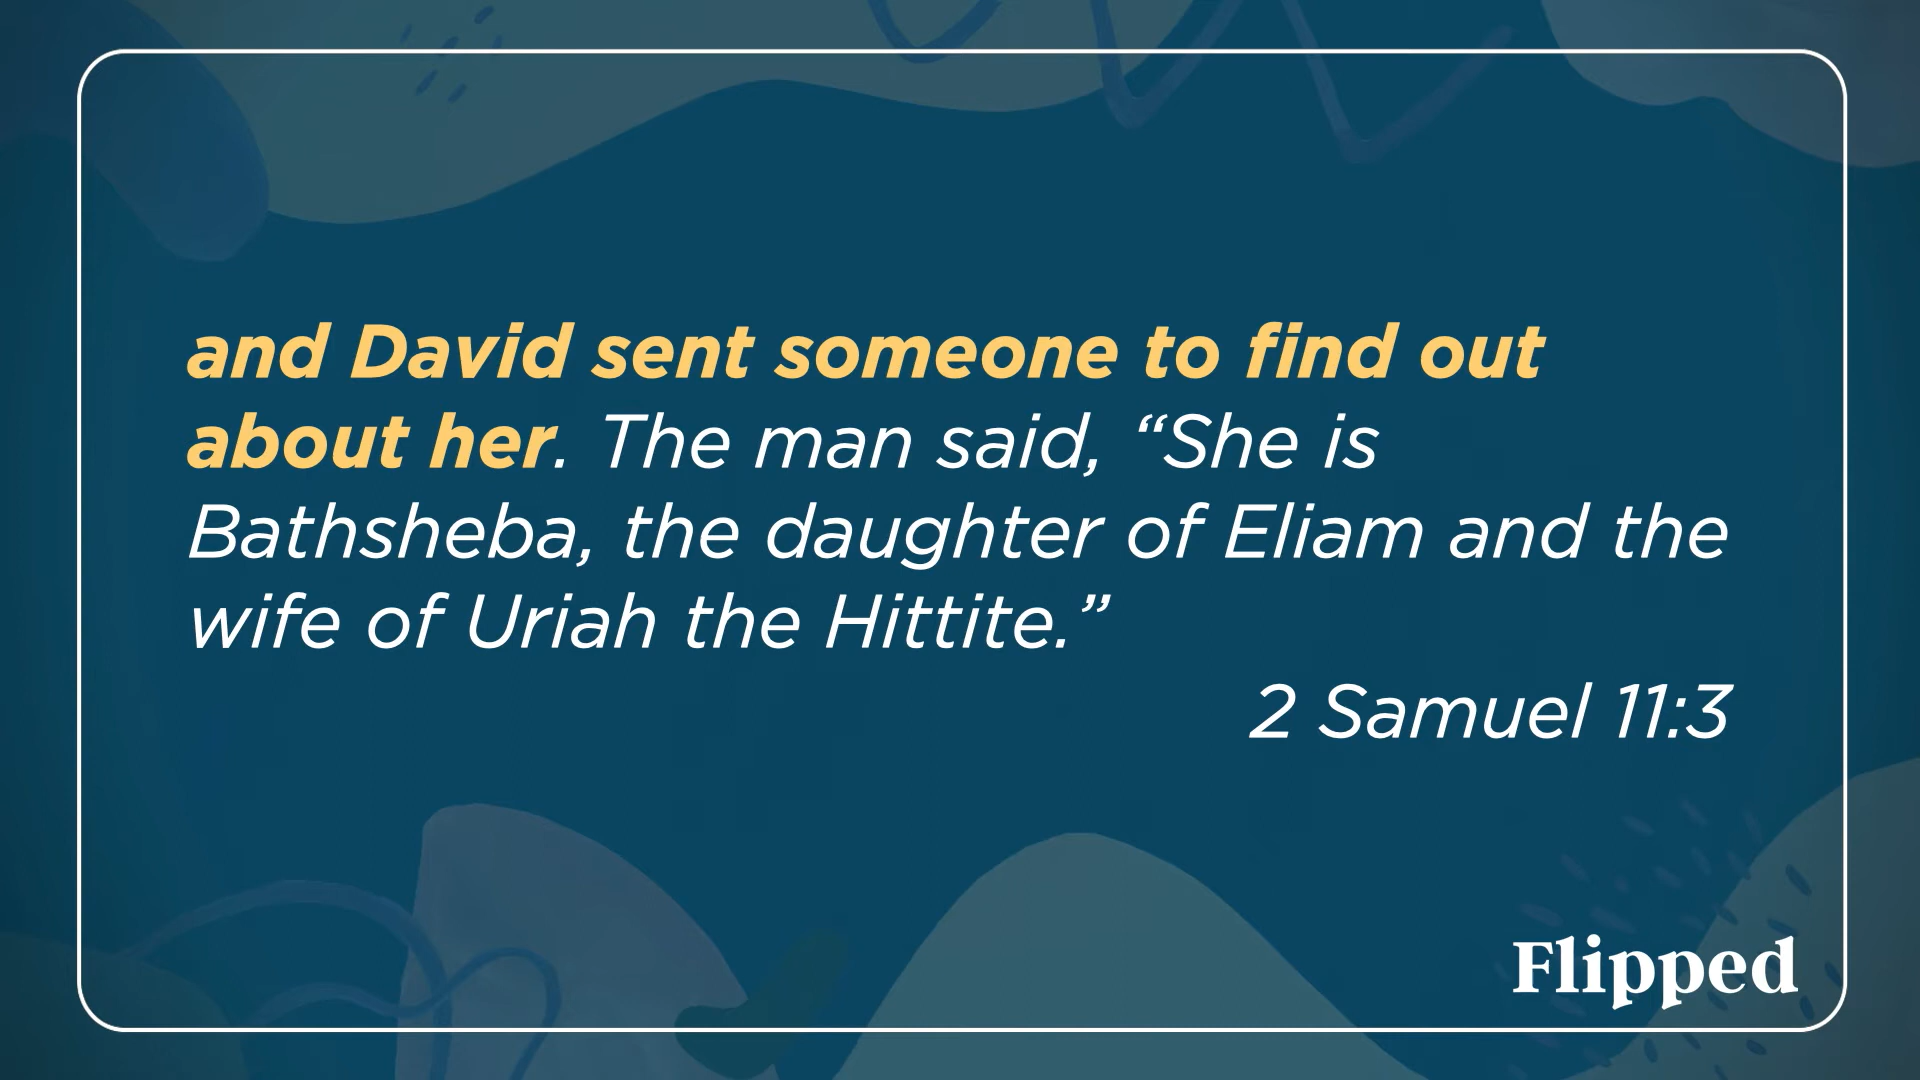 and David sent someone to find out
about her. The man said, “She is
Bathsheba, the daughter of Eliam and the
wife of Uriah the Hittite.”
2 Samuel 11:3
Flipped